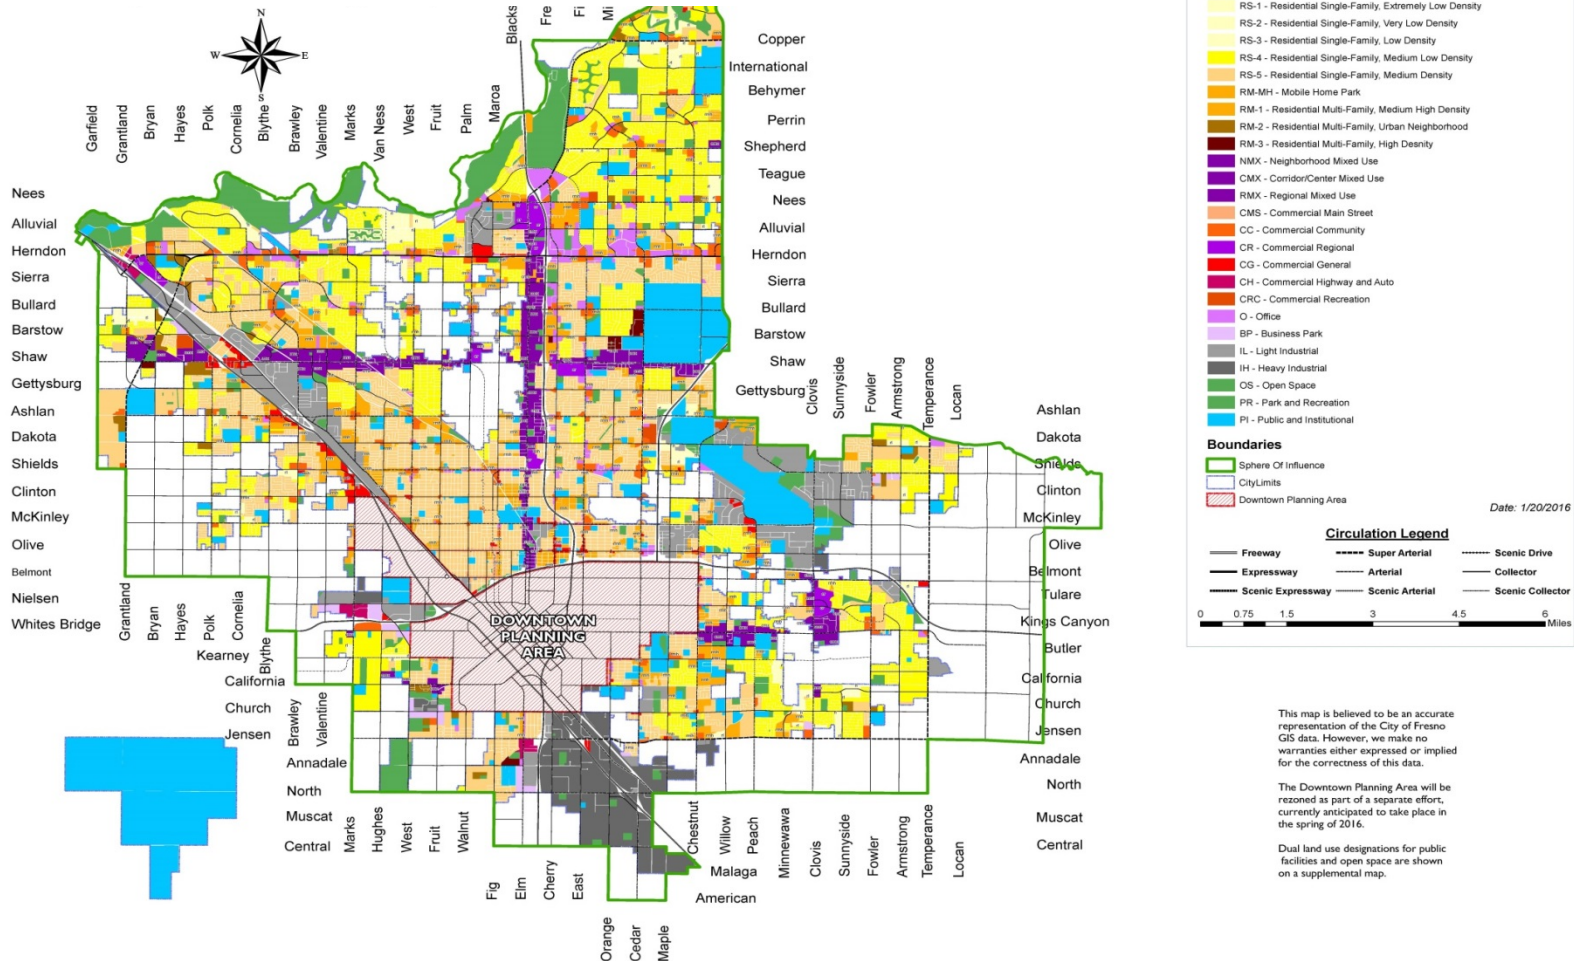 N
W
E
S
Blacks
Fre
Fi
Mi
Garfield
Grantland
Bryan
Hayes
Polk
Cornelia
Blythe
Brawley
Valentine
Marks
Van Ness
West
Fruit
Palm
Maroa
Copper
International
Behymer
Perrin
Shepherd
Teague
Nees
Alluvial
Herndon
Sierra
Bullard
Barstow
Shaw
Gettysburg
Nees
Alluvial
Herndon
Sierra
Bullard
Barstow
Shaw
Gettysburg
Ashlan
Dakota
Shields
Clinton
McKinley
Olive
Belmont
Nielsen
Whites Bridge
Clovis
Sunnyside
Fowler
Armstrong
Temperance
Locan
Ashlan
Dakota
Shields
Clinton
McKinley
Olive
Belmont
Tulare
Kings Canyon
Butler
California
Church
Jensen
Annadale
North
Muscat
Central
DOWNTOWN
PLANNING
AREA
Grantland
Bryan
Hayes
Polk
Cornelia
Blythe
Kearney
California
Church
Jensen
Brawley
Valentine
Annadale
North
Muscat
Central
Marks
Hughes
West
Fruit
Walnut
Fig
Elm
Cherry
East
Orange
Cedar
Maple
Chestnut
Willow
Peach
Minnewawa
Clovis
Sunnyside
Fowler
Armstrong
Temperance
Locan
Malaga
American
RS-1 - Residential Single-Family, Extremely Low Density
RS-2 - Residential Single-Family, Very Low Density
RS-3 - Residential Single-Family, Low Density
RS-4 - Residential Single-Family, Medium Low Density
RS-5 - Residential Single-Family, Medium Density
RM-MH - Mobile Home Park
RM-1 - Residential Multi-Family, Medium High Density
RM-2 - Residential Multi-Family, Urban Neighborhood
RM-3 - Residential Multi-Family, High Desnity
NMX - Neighborhood Mixed Use
CMX - Corridor/Center Mixed Use
RMX - Regional Mixed Use
CMS - Commercial Main Street
CC - Commercial Community
CR - Commercial Regional
CG - Commercial General
CH - Commercial Highway and Auto
CRC - Commercial Recreation
O - Office
BP - Business Park
IL - Light Industrial
IH - Heavy Industrial
OS - Open Space
PR - Park and Recreation
PI - Public and Institutional
Boundaries
Sphere Of Influence
CityLimits
Downtown Planning Area
Date: 1/20/2016
Circulation Legend
Freeway
Super Arterial
Scenic Drive
Expressway
Arterial
Collector
Scenic Expressway
Scenic Arterial
Scenic Collector
0 0.75 1.5 3 4.5 6
Miles
This map is believed to be an accurate
representation of the City of Fresno
GIS data. However, we make no
warranties either expressed or implied
for the correctness of this data.
The Downtown Planning Area will be
rezoned as part of a separate effort,
currently anticipated to take place in
the spring of 2016.
Dual land use designations for public
facilities and open space are shown
on a supplemental map.